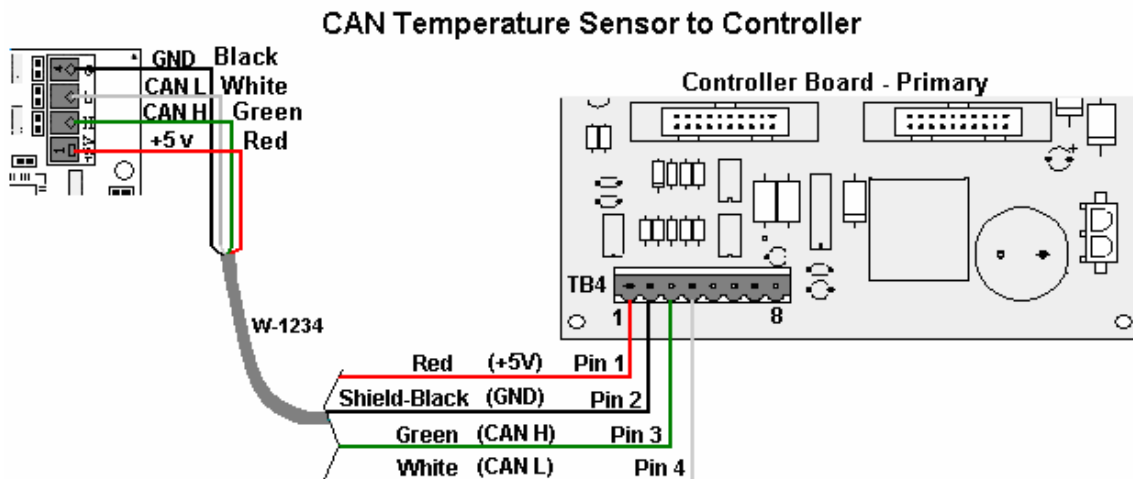 CAN Temperature Sensor to Controller
GND Black
CAN L White
CAN H Green
+5 v Red
Controller Board - Primary
TB4
1
8
W-1234
Red (+5V) Pin 1
Shield-Black (GND) Pin 2
Green (CAN H) Pin 3
White (CAN L) Pin 4